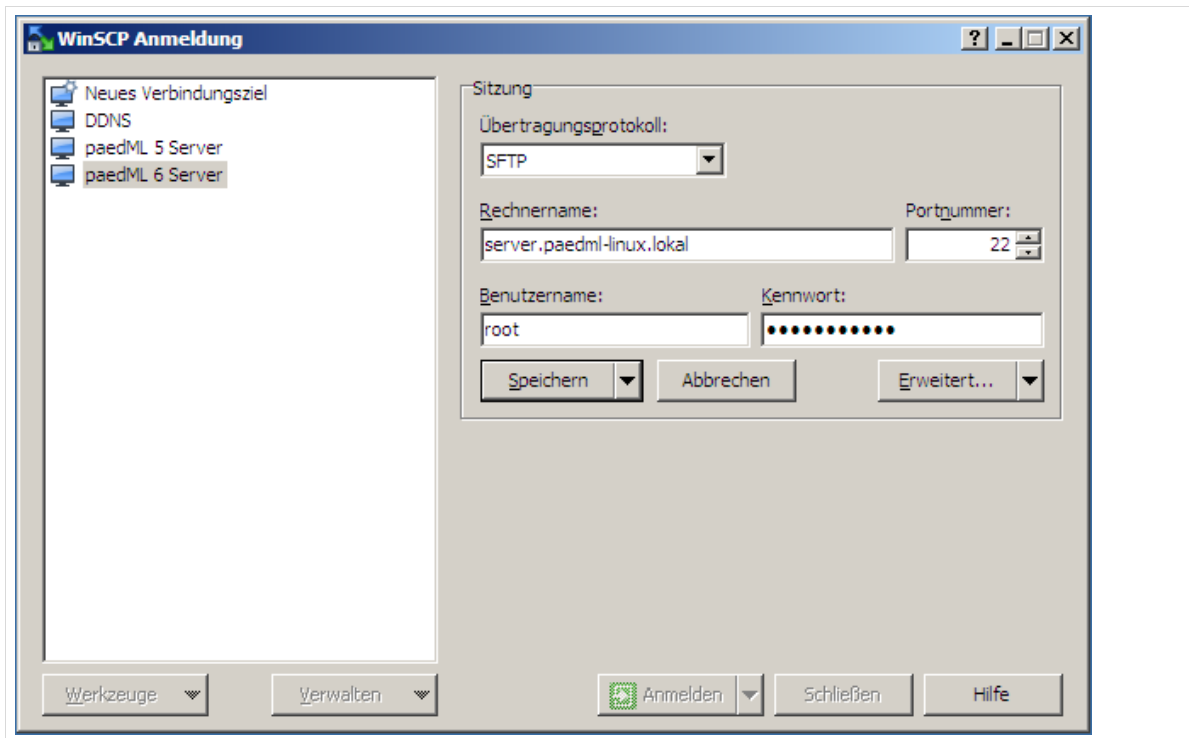 WinSCP Anmeldung
Neues Verbindungsziel
DDNS
paedML 5 Server
paedML 6 Server
Sitzung
Übertragungsprotokoll:
SFTP
Rechnername: Portnummer:
server.paedml-linux.lokal 22
Benutzername: Kennwort:
root ●●●●●●●●●●●
Speichern Abbrechen Erweitert...
Werkzeuge Verwalten Anmelden Schließen Hilfe